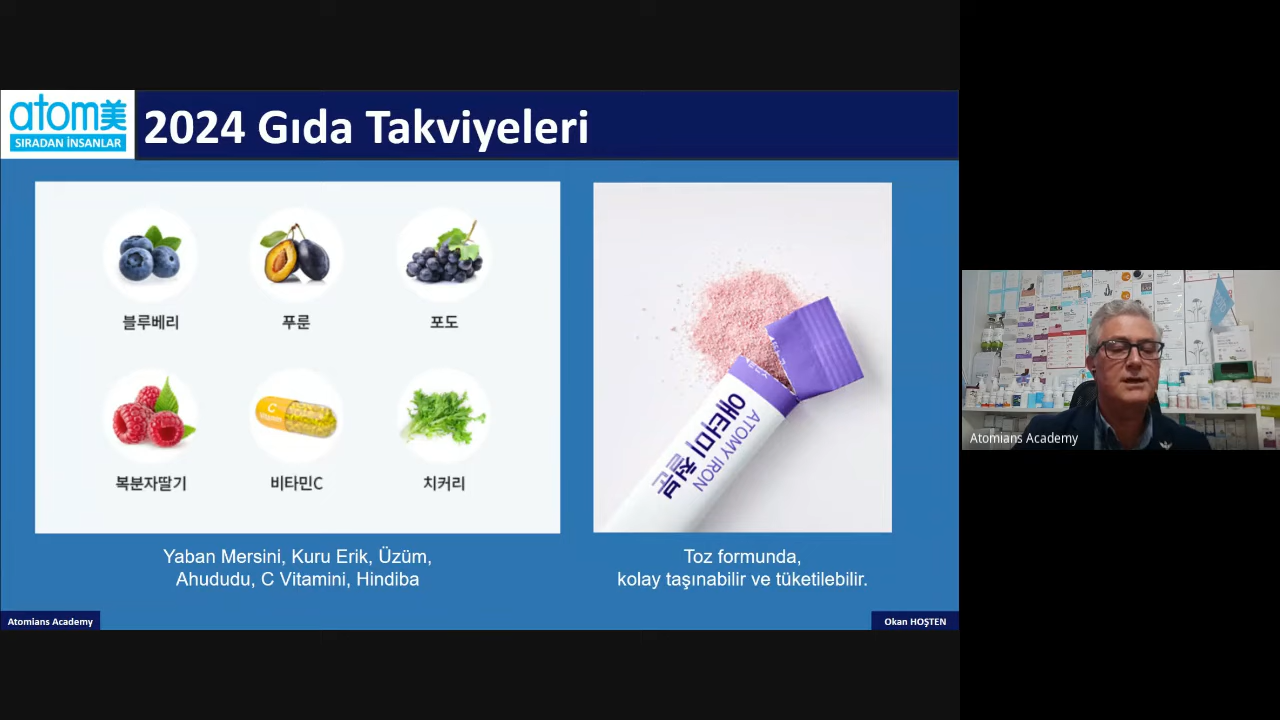 atom美
SIRADAN İNSANLAR
2024 Gıda Takviyeleri
블루베리
푸룬
포도
복분자딸기
비타민C
치커리
애터미 철분
ATOMY IRON
Yaban Mersini, Kuru Erik, Üzüm,
Ahududu, C Vitamini, Hindiba
Toz formunda,
kolay taşınabilir ve tüketilebilir.
Atomians Academy
Okan HOŞTEN
Atomians Academy